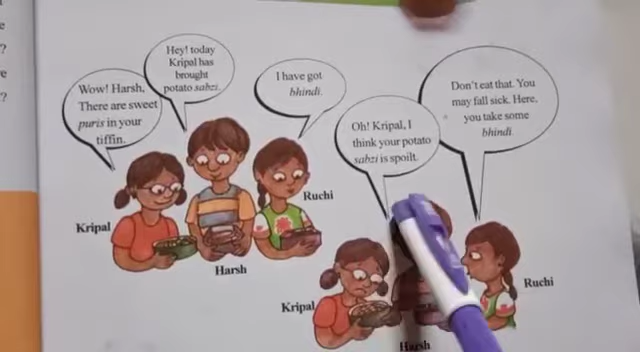 Wow! Harsh,
There are sweet
puris in your
tiffin.
Hey! today
Kripal has
brought
potato sabzi.
I have got
bhindi.
Oh! Kripal, I
think your potato
sabzi is spoilt.
Don't eat that. You
may fall sick. Here,
you take some
bhindi.
Kripal
Harsh
Ruchi
Kripal
Harsh
Ruchi
e
?
e
?